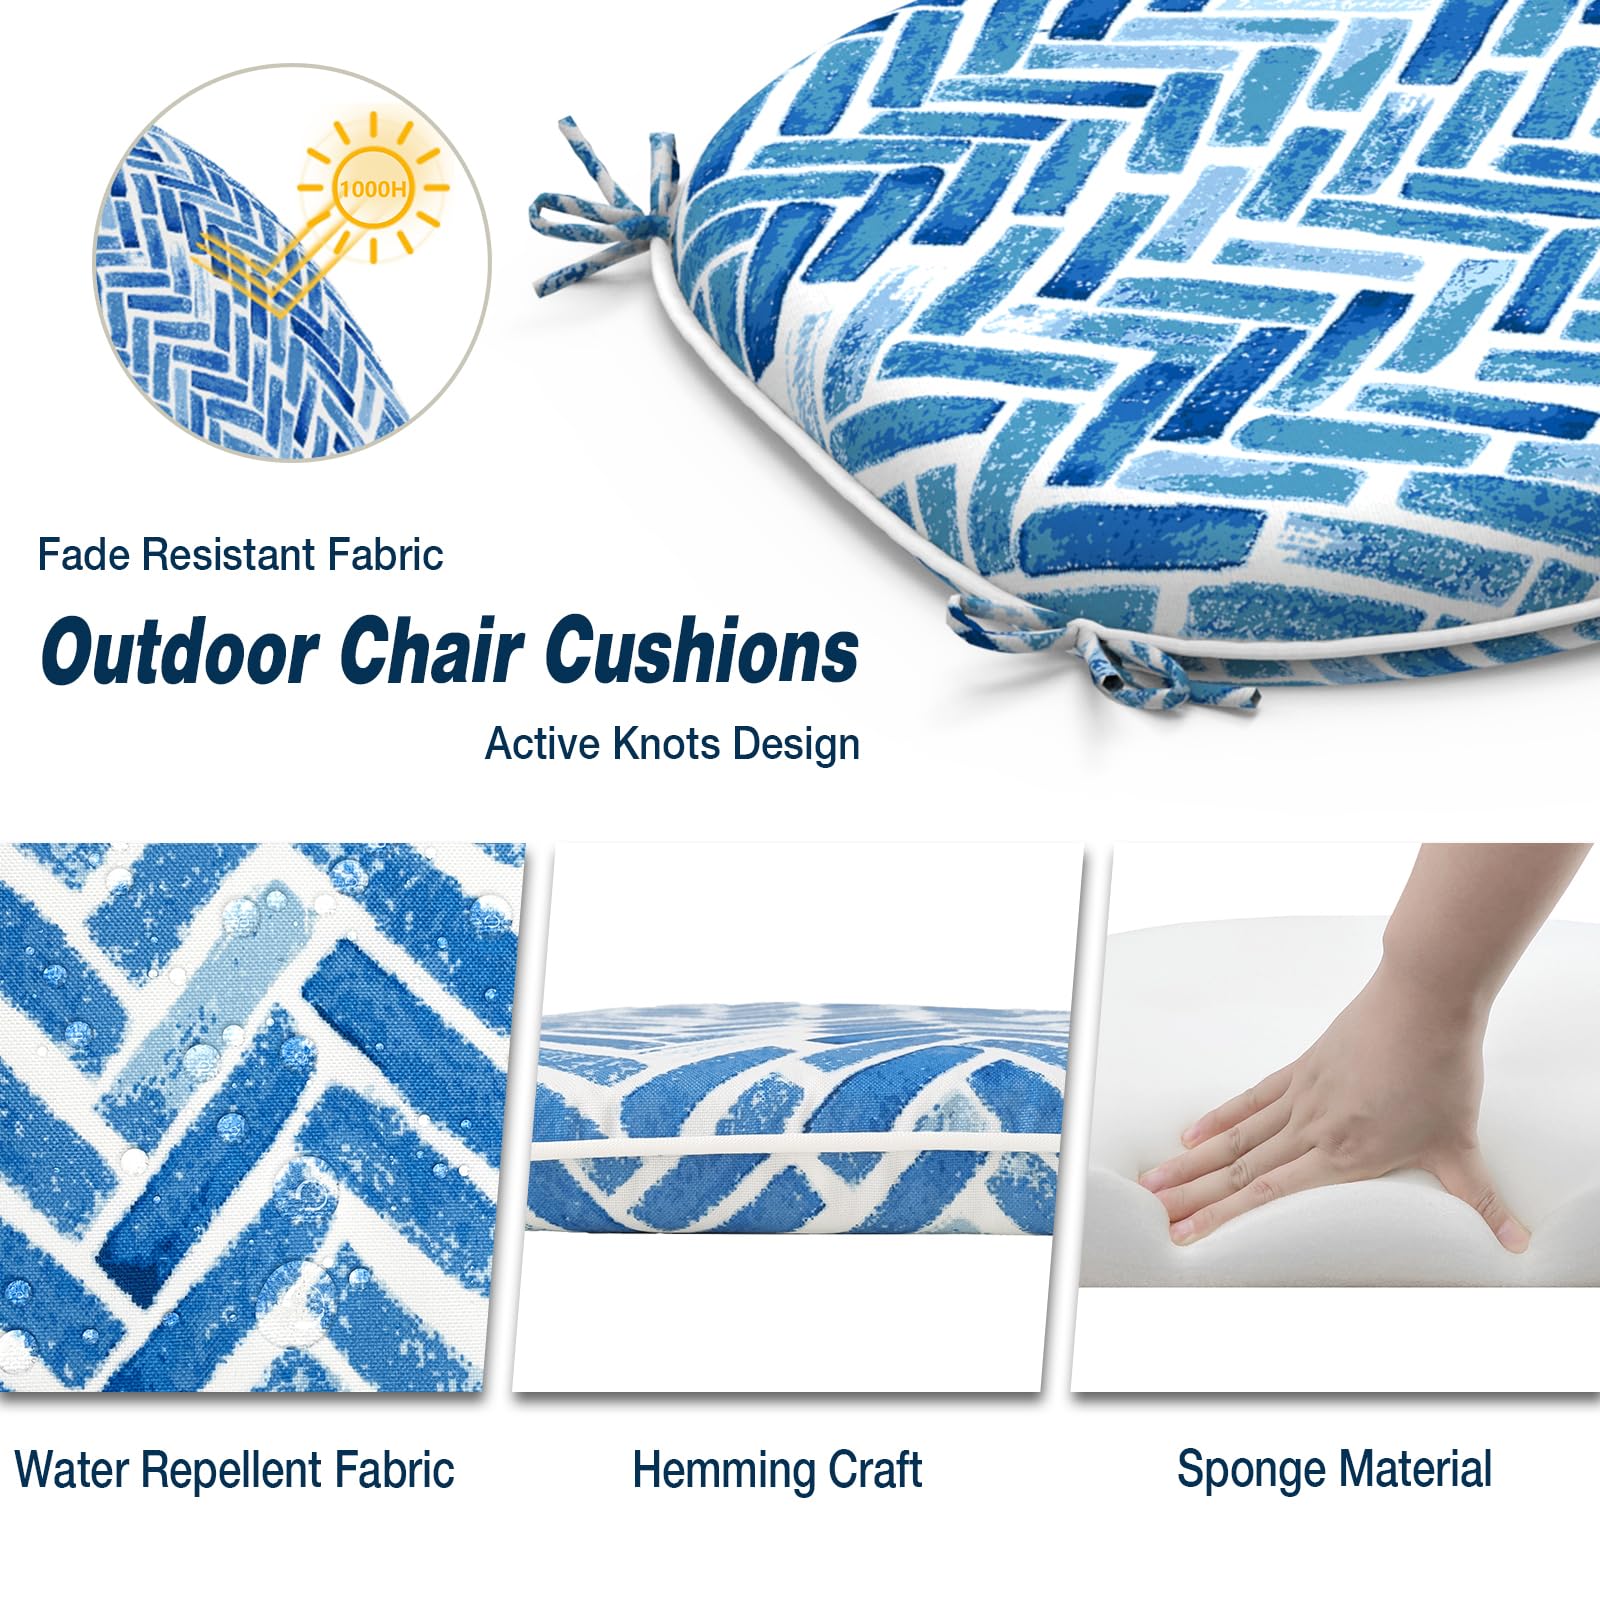 1000H
Fade Resistant Fabric
Outdoor Chair Cushions
Active Knots Design
Water Repellent Fabric
Hemming Craft
Sponge Material